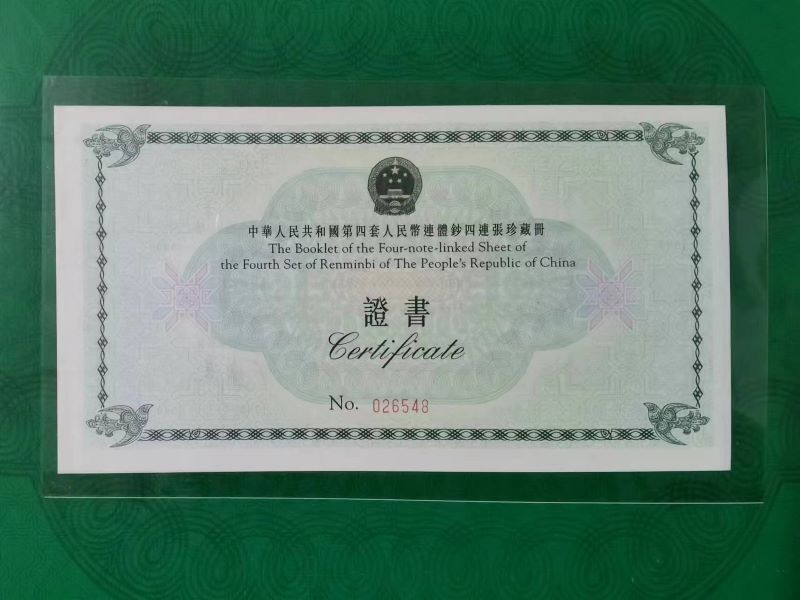 中華人民共和國第四套人民幣連體鈔四連張珍藏冊
The Booklet of the Four-note-linked Sheet of
the Fourth Set of Renminbi of The People's Republic of China
證書
Certificate
No. 026548